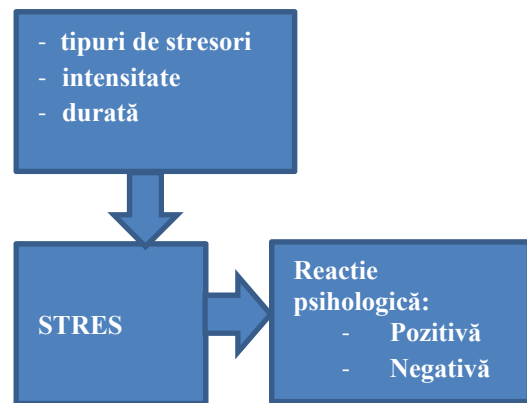 - tipuri de stresori
- intensitate
- durată
STRES
Reactie
psihologică:
- Pozitivă
- Negativă